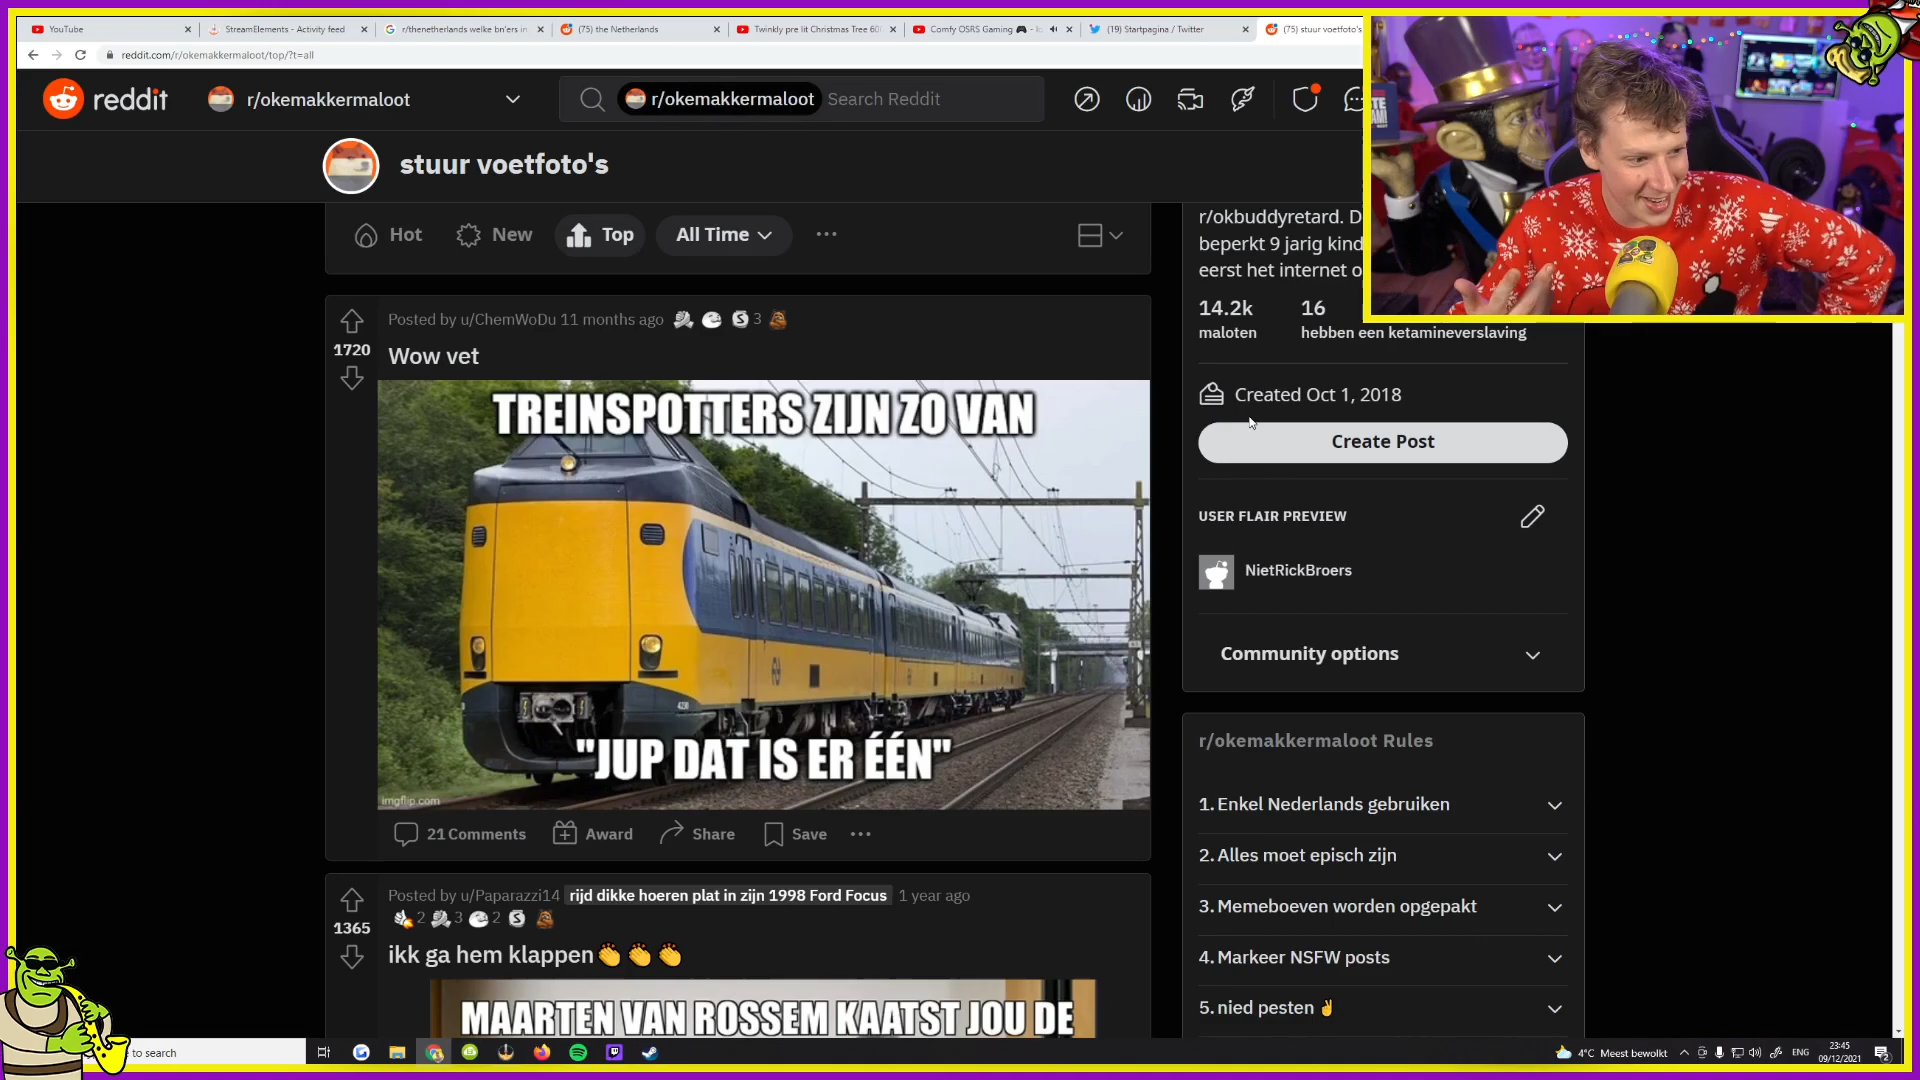 YouTube
StreamElements - Activity feed
r/thenetherlands welke bn'ers in
(75) the Netherlands
Twinkly pre lit Christmas Tree 600
Comfy OSRS Gaming 🎮 - lo
(19) Startpagina / Twitter
(75) stuur voetfoto's
reddit.com/r/okemakkermaloot/top/?t=all
reddit
r/okemakkermaloot
r/okemakkermaloot Search Reddit
stuur voetfoto's
Hot
New
Top
All Time
r/okbuddyretard. D
beperkt 9 jarig kind
eerst het internet o
14.2k
maloten
16
hebben een ketamineverslaving
Created Oct 1, 2018
Create Post
USER FLAIR PREVIEW
NietRickBroers
Community options
1720
Posted by u/ChemWoDu 11 months ago 3
Wow vet
TREINSPOTTERS ZIJN ZO VAN
"JUP DAT IS ER ÉÉN"
imgflip.com
21 Comments
Award
Share
Save
1365
Posted by u/Paparazzi14 rijd dikke hoeren plat in zijn 1998 Ford Focus 1 year ago
2 3 2
ikk ga hem klappen👏 👏 👏
MAARTEN VAN ROSSEM KAATST JOU DE
r/okemakkermaloot Rules
1. Enkel Nederlands gebruiken
2. Alles moet episch zijn
3. Memeboeven worden opgepakt
4. Markeer NSFW posts
5. nied pesten ✌
to search
4°C Meest bewolkt
ENG
23:45
09/12/2021